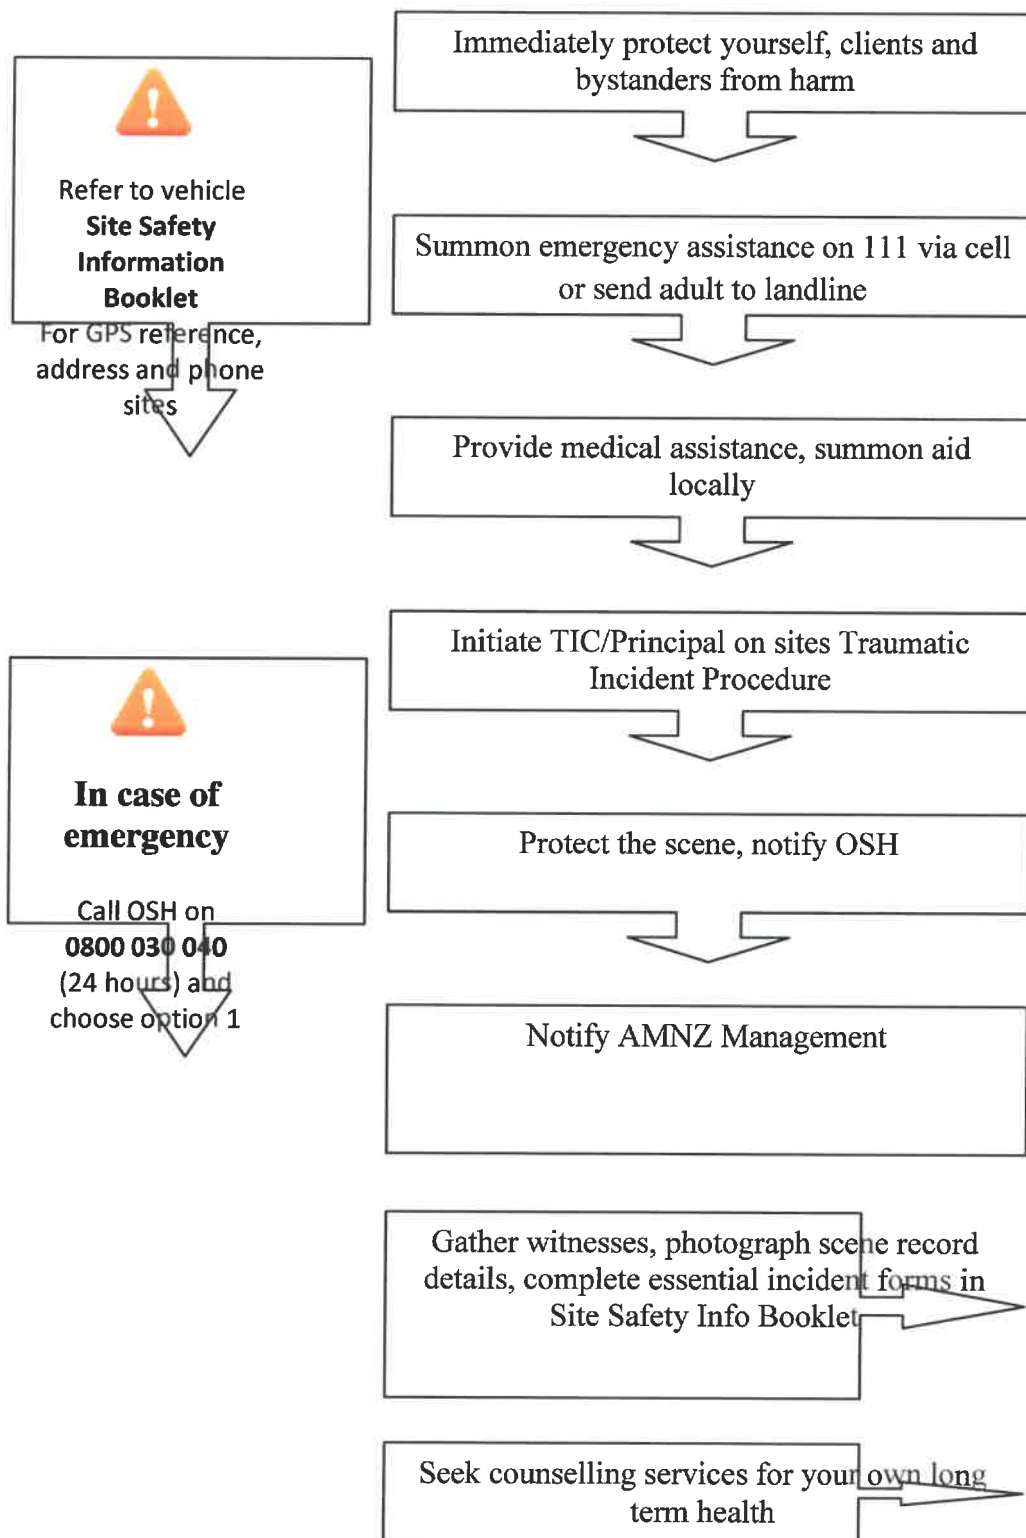 Immediately protect yourself, clients and
bystanders from harm
Refer to vehicle
Site Safety
Information
Booklet
For GPS reference,
address and phone
sites
Summon emergency assistance on 111 via cell
or send adult to landline
Provide medical assistance, summon aid
locally
Initiate TIC/Principal on sites Traumatic
Incident Procedure
In case of
emergency
Call OSH on
0800 030 040
(24 hours) and
choose option 1
Protect the scene, notify OSH
Notify AMNZ Management
Gather witnesses, photograph scene record
details, complete essential incident forms in
Site Safety Info Booklet
Seek counselling services for your own long
term health